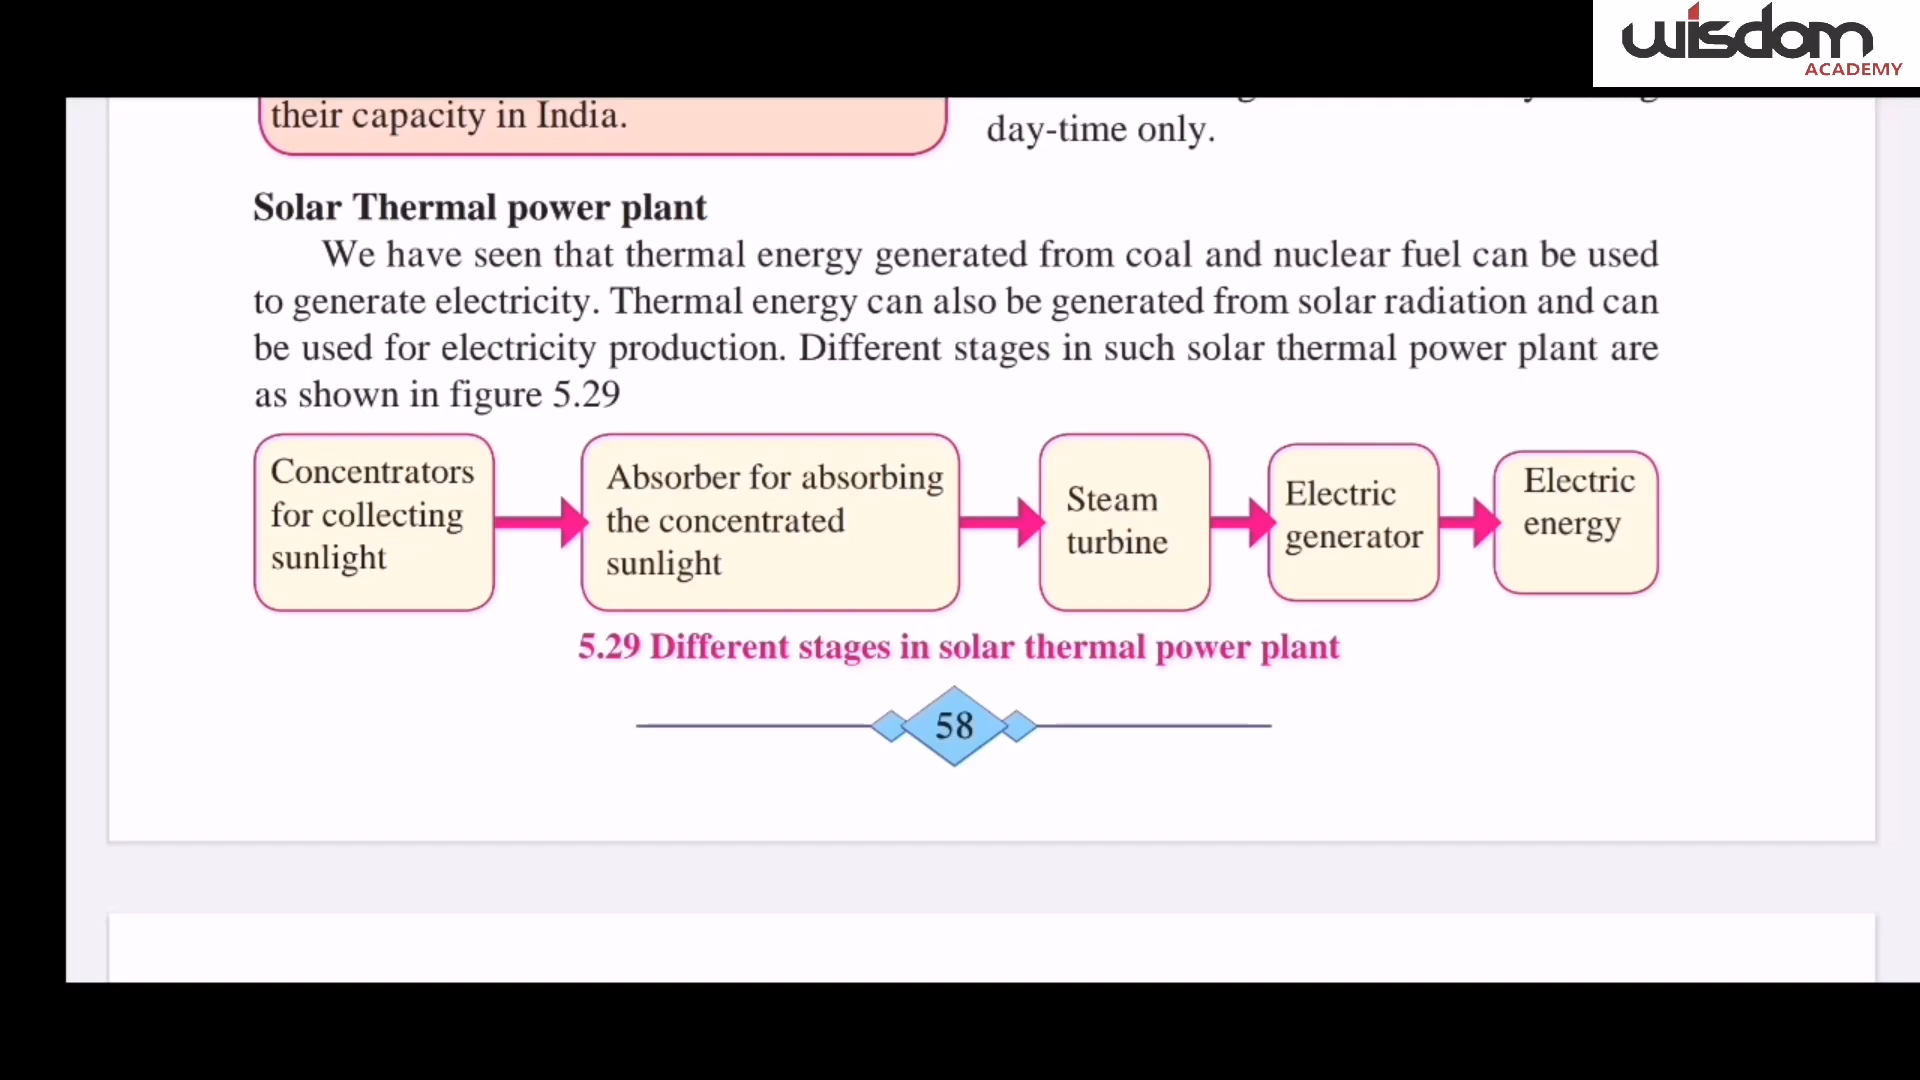 wisdom
ACADEMY
their capacity in India.
day-time only.
Solar Thermal power plant
We have seen that thermal energy generated from coal and nuclear fuel can be used
to generate electricity. Thermal energy can also be generated from solar radiation and can
be used for electricity production. Different stages in such solar thermal power plant are
as shown in figure 5.29
Concentrators
for collecting
sunlight
Absorber for absorbing
the concentrated
sunlight
Steam
turbine
Electric
generator
Electric
energy
5.29 Different stages in solar thermal power plant
58